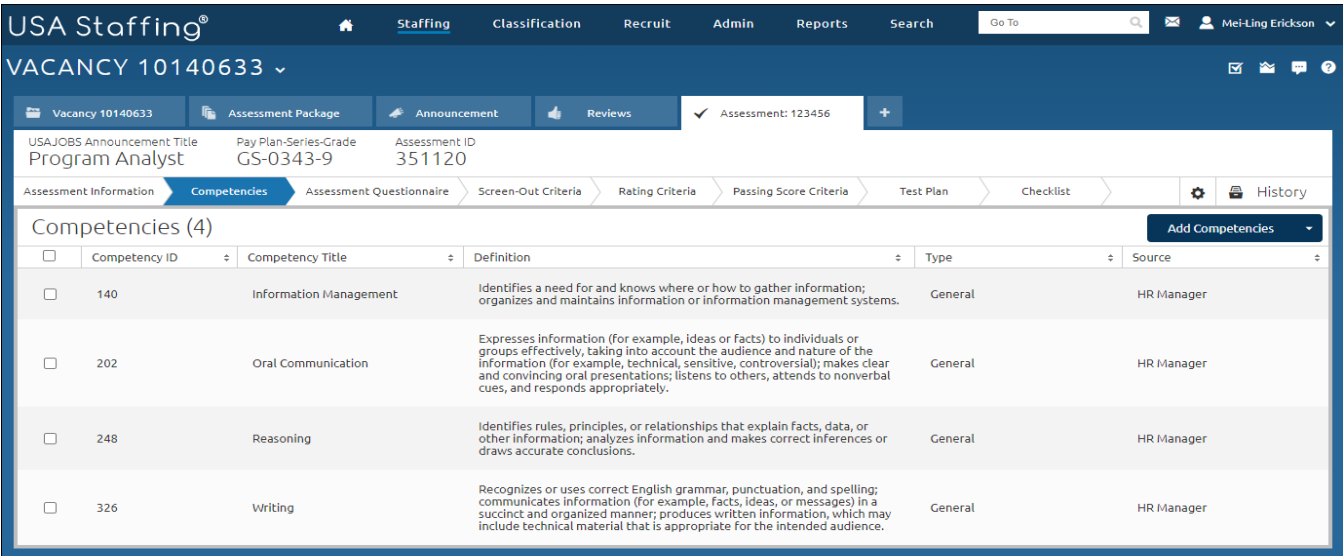 USA Staffing®
Staffing Classification Recruit Admin Reports Search Go To Mei-Ling Erickson
VACANCY 10140633
Vacancy 10140633 Assessment Package Announcement Reviews Assessment: 123456 +
USAJOBS Announcement Title Pay Plan-Series-Grade Assessment ID
Program Analyst GS-0343-9 351120
Assessment Information Competencies Assessment Questionnaire Screen-Out Criteria Rating Criteria Passing Score Criteria Test Plan Checklist History
Competencies (4) Add Competencies
Competency ID Competency Title Definition Type Source
140 Information Management Identifies a need for and knows where or how to gather information; General HR Manager
organizes and maintains information or information management systems.
Expresses information (for example, ideas or facts) to individuals or
groups effectively, taking into account the audience and nature of the
202 Oral Communication information (for example, technical, sensitive, controversial); makes clear General HR Manager
and convincing oral presentations; listens to others, attends to nonverbal
cues, and responds appropriately.
Identifies rules, principles, or relationships that explain facts, data, or
248 Reasoning other information; analyzes information and makes correct inferences or General HR Manager
draws accurate conclusions.
Recognizes or uses correct English grammar, punctuation, and spelling;
communicates information (for example, facts, ideas, or messages) in a
326 Writing succinct and organized manner; produces written information, which may General HR Manager
include technical material that is appropriate for the intended audience.